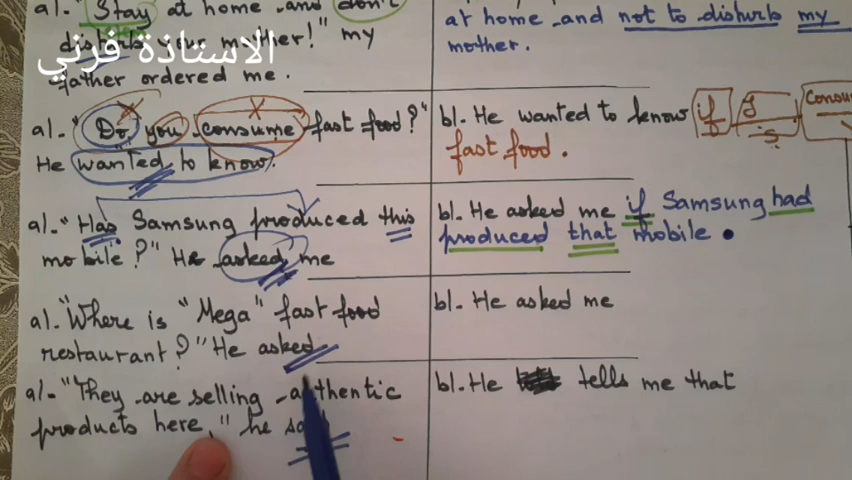 a1. "Stay at home and don't
disturb your mother!" my
father ordered me.
at home and not to disturb my
mother.
الاستاذة فرني
a1. "Do you consume fast food?"
He wanted to know.
b1. He wanted to know if I consu
fast food.
a1. "Has Samsung produced this
mobile?" He asked me
b1. He asked me if Samsung had
produced that mobile.
a1. "Where is "Mega" fast food
restaurant?" He asked
b1. He asked me
a1. "They are selling authentic
products here," he
b1. He tells me that